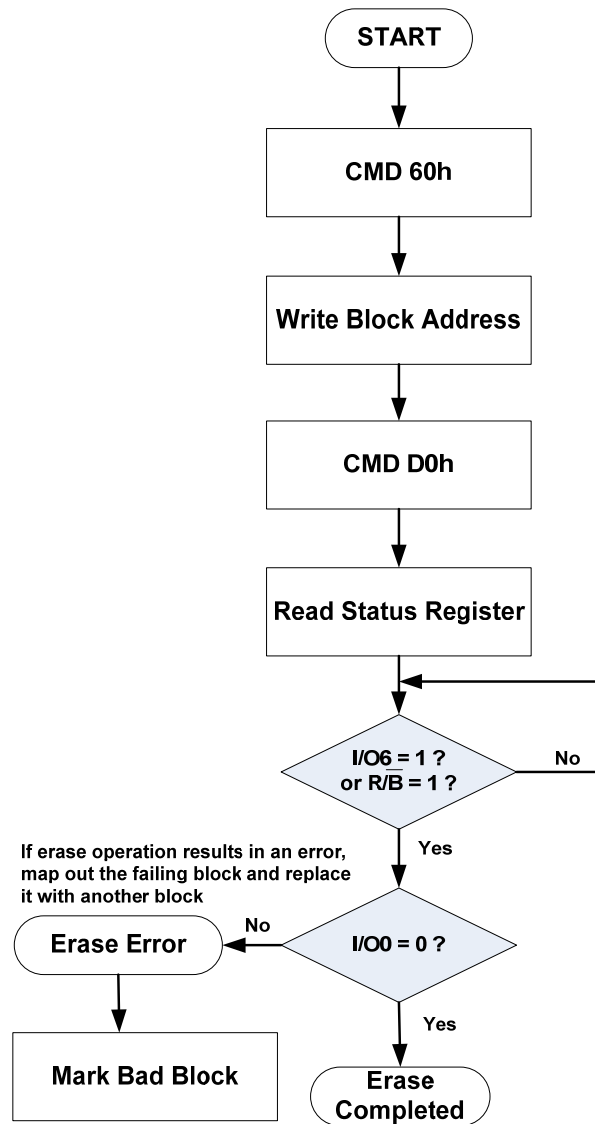 START
CMD 60h
Write Block Address
CMD D0h
Read Status Register
I/O6 = 1 ?
or R/B̅ = 1 ?
No
Yes
If erase operation results in an error,
map out the failing block and replace
it with another block
No
Erase Error
I/O0 = 0 ?
Yes
Mark Bad Block
Erase
Completed